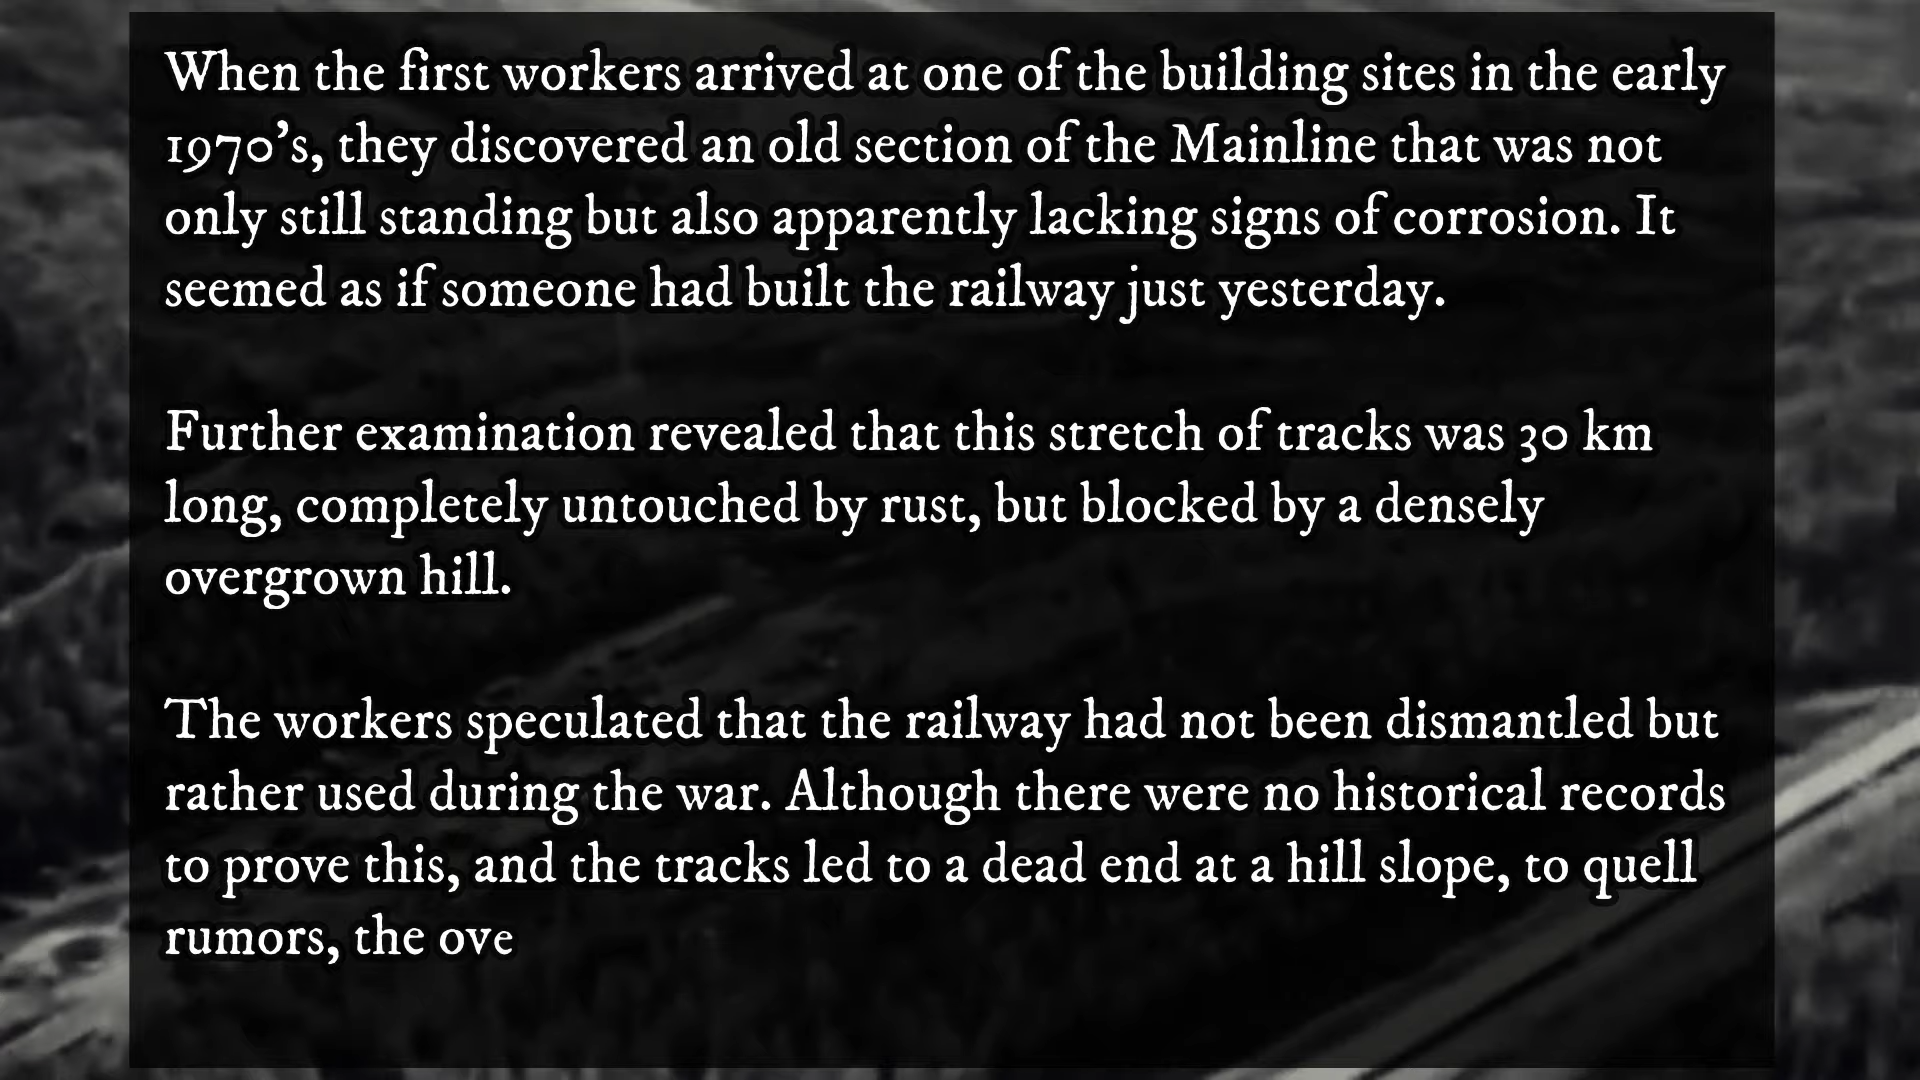 When the first workers arrived at one of the building sites in the early
1970's, they discovered an old section of the Mainline that was not
only still standing but also apparently lacking signs of corrosion. It
seemed as if someone had built the railway just yesterday.
Further examination revealed that this stretch of tracks was 30 km
long, completely untouched by rust, but blocked by a densely
overgrown hill.
The workers speculated that the railway had not been dismantled but
rather used during the war. Although there were no historical records
to prove this, and the tracks led to a dead end at a hill slope, to quell
rumors, the ove